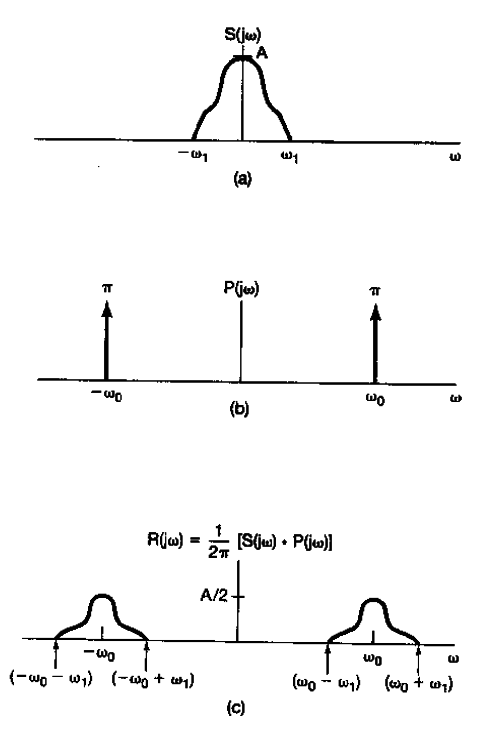 S(jω)
A
−ω₁
ω₁
ω
(a)
π
P(jω)
π
−ω₀
ω₀
ω
(b)
R(jω) = 1/2π [S(jω) * P(jω)]
A/2
−ω₀
ω₀
ω
(−ω₀ − ω₁)
(−ω₀ + ω₁)
(ω₀ − ω₁)
(ω₀ + ω₁)
(c)